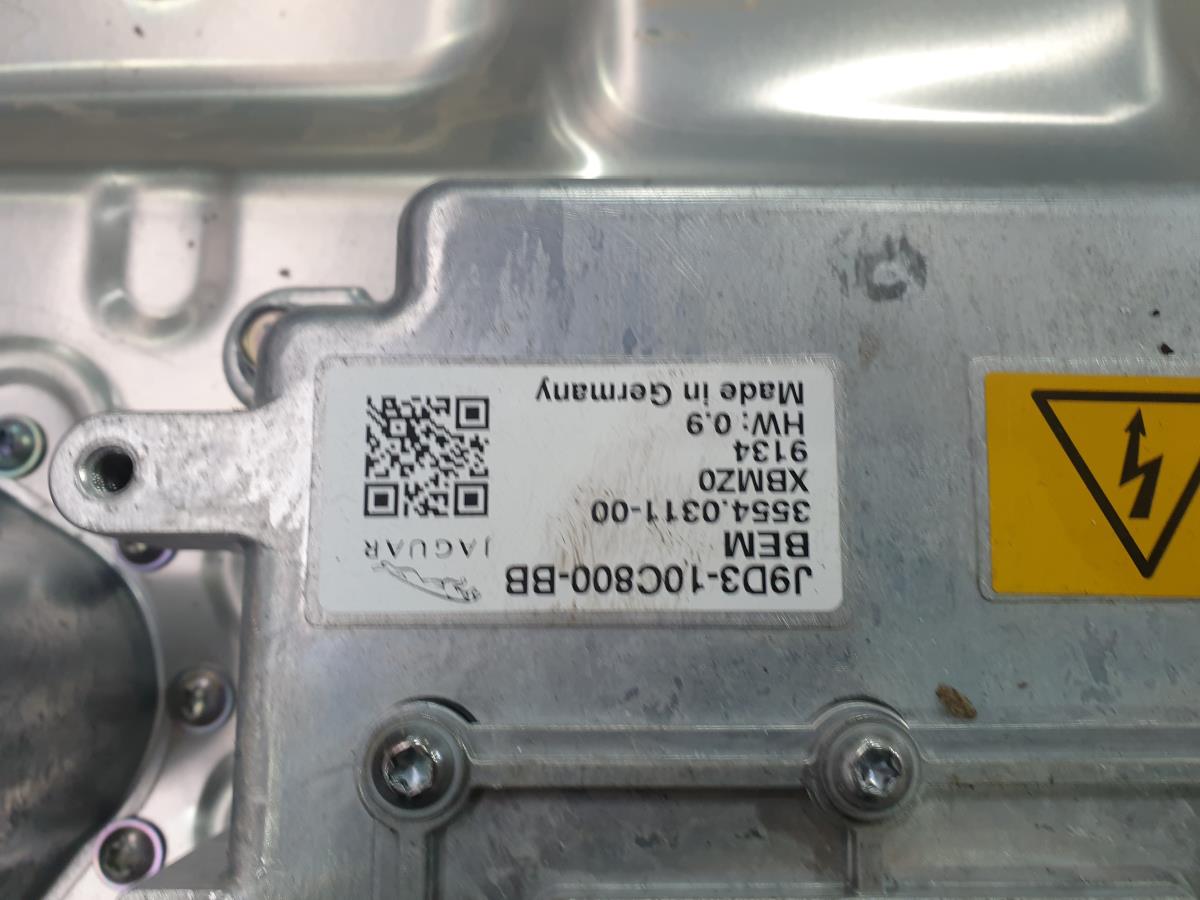 J9D3-10C800-BB
BEM
JAGUAR
3554.0311-00
XBMZ0
9134
HW: 0.9
Made in Germany